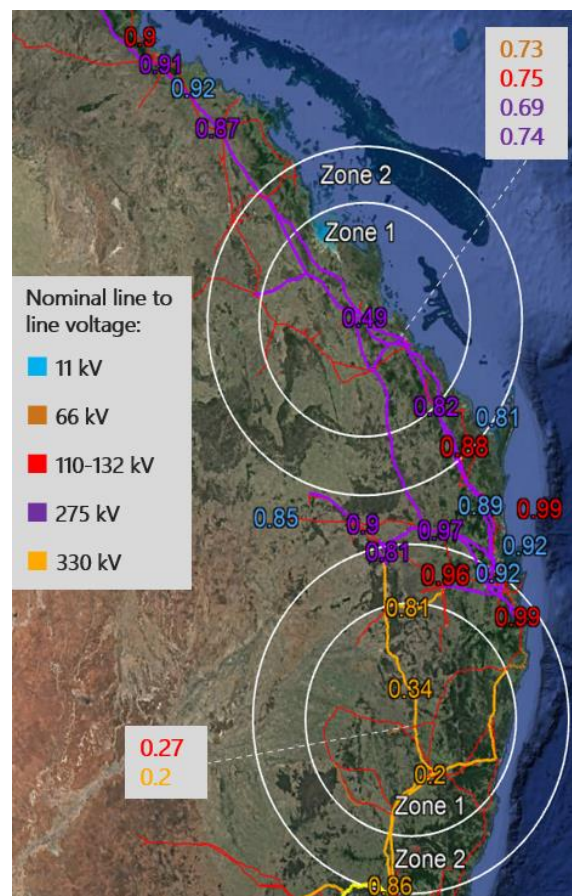 0.9
0.91
0.92
0.87
0.73
0.75
0.69
0.74
Zone 2
Zone 1
Nominal line to
line voltage:
11 kV
66 kV
110-132 kV
275 kV
330 kV
0.49
0.82
0.81
0.88
0.89
0.99
0.85
0.9
0.97
0.92
0.81
0.96
0.92
0.81
0.99
0.34
0.27
0.2
0.2
Zone 1
Zone 2
0.86